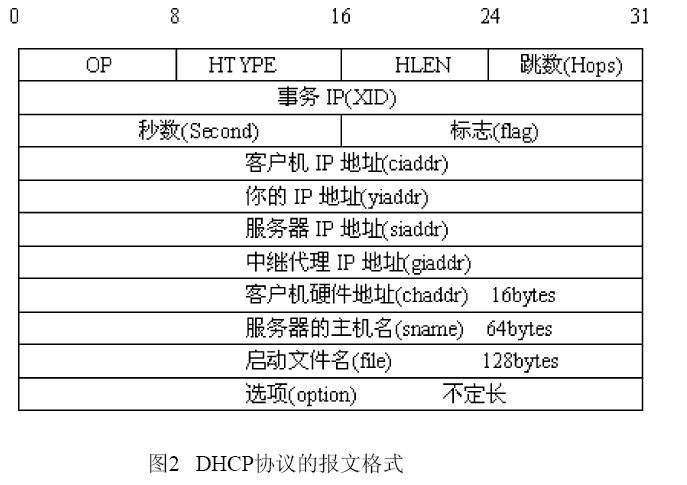 0 8 16 24 31
OP HTYPE HLEN 跳数(Hops)
事务 IP(XID)
秒数(Second) 标志(flag)
客户机 IP 地址(ciaddr)
你的 IP 地址(yiaddr)
服务器 IP 地址(siaddr)
中继代理 IP 地址(giaddr)
客户机硬件地址(chaddr) 16bytes
服务器的主机名(sname) 64bytes
启动文件名(file) 128bytes
选项(option) 不定长
图2 DHCP协议的报文格式